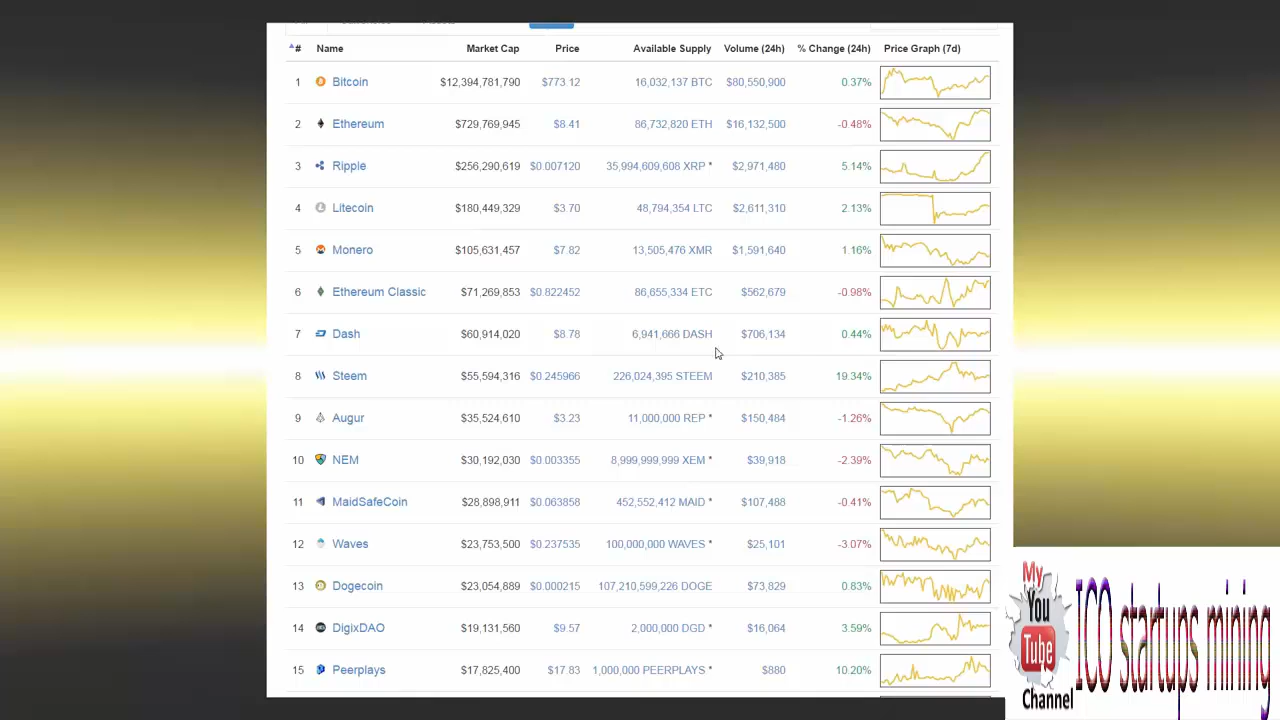 # Name Market Cap Price Available Supply Volume (24h) % Change (24h) Price Graph (7d)
1 Bitcoin $12,394,781,790 $773.12 16,032,137 BTC $80,550,900 0.37%
2 Ethereum $729,769,945 $8.41 86,732,820 ETH $16,132,500 -0.48%
3 Ripple $256,290,619 $0.007120 35,994,609,608 XRP * $2,971,480 5.14%
4 Litecoin $180,449,329 $3.70 48,794,354 LTC $2,611,310 2.13%
5 Monero $105,631,457 $7.82 13,505,476 XMR $1,591,640 1.16%
6 Ethereum Classic $71,269,853 $0.822452 86,655,334 ETC $562,679 -0.98%
7 Dash $60,914,020 $8.78 6,941,666 DASH $706,134 0.44%
8 Steem $55,594,316 $0.245966 226,024,395 STEEM $210,385 19.34%
9 Augur $35,524,610 $3.23 11,000,000 REP * $150,484 -1.26%
10 NEM $30,192,030 $0.003355 8,999,999,999 XEM * $39,918 -2.39%
11 MaidSafeCoin $28,898,911 $0.063858 452,552,412 MAID * $107,488 -0.41%
12 Waves $23,753,500 $0.237535 100,000,000 WAVES * $25,101 -3.07%
13 Dogecoin $23,054,889 $0.000215 107,210,599,226 DOGE $73,829 0.83%
14 DigixDAO $19,131,560 $9.57 2,000,000 DGD * $16,064 3.59%
15 Peerplays $17,825,400 $17.83 1,000,000 PEERPLAYS * $880 10.20%
My
You
Tube
Channel
ICO startups mining